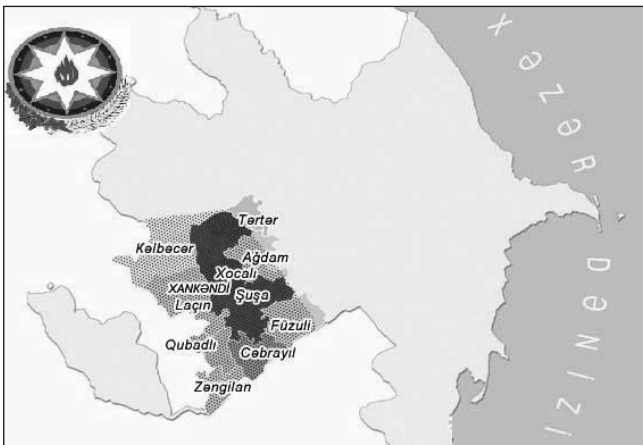 XƏZƏR
DƏNIZI
Tərtər
Kəlbəcər
Ağdam
Xocalı
XANKƏNDİ
Şuşa
Laçın
Füzuli
Qubadlı
Cəbrayıl
Zəngilan